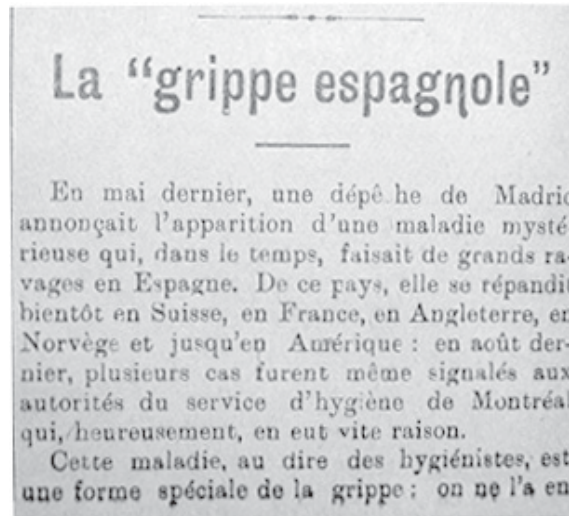 La “grippe espagnole”
En mai dernier, une dépê he de Madrid
annonçait l'apparition d'une maladie mysté-
rieuse qui, dans le temps, faisait de grands ra-
vages en Espagne. De ce pays, elle se répandit
bientôt en Suisse, en France, en Angleterre, en
Norvège et jusqu'en Amérique : en août der-
nier, plusieurs cas furent même signalés aux
autorités du service d'hygiène de Montréal
qui, heureusement, en eut vite raison.
Cette maladie, au dire des hygiénistes, est
une forme spéciale de la grippe : on ne l'a en